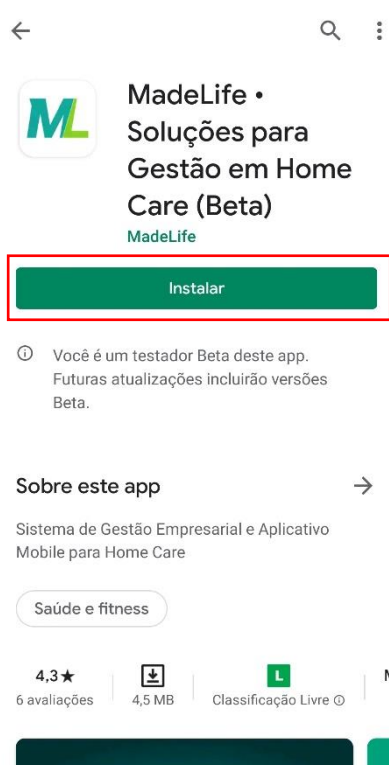 ML
MadeLife •
Soluções para
Gestão em Home
Care (Beta)
MadeLife
Instalar
Você é um testador Beta deste app.
Futuras atualizações incluirão versões
Beta.
Sobre este app
Sistema de Gestão Empresarial e Aplicativo
Mobile para Home Care
Saúde e fitness
4,3★
6 avaliações
4,5 MB
L
Classificação Livre